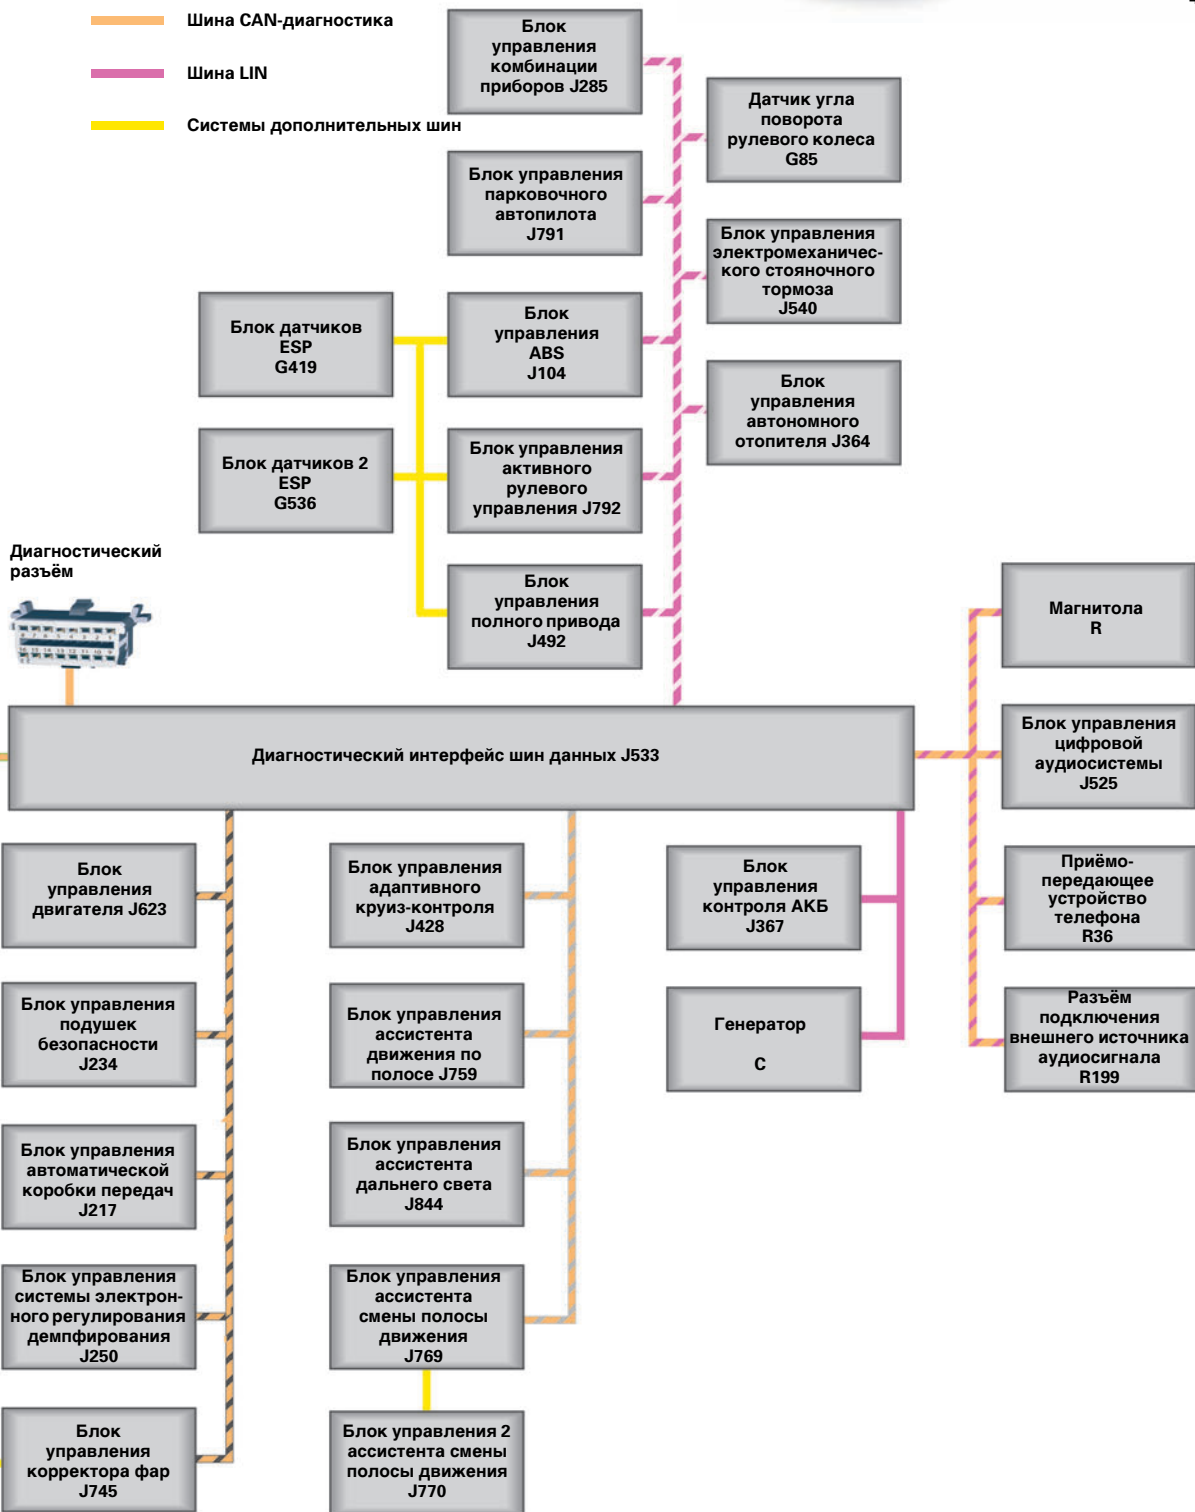 Шина CAN-диагностика
Шина LIN
Системы дополнительных шин
Блок
управления
комбинации
приборов J285
Датчик угла
поворота
рулевого колеса
G85
Блок управления
парковочного
автопилота
J791
Блок управления
электромеханичес-
кого стояночного
тормоза
J540
Блок датчиков
ESP
G419
Блок
управления
ABS
J104
Блок
управления
автономного
отопителя J364
Блок датчиков 2
ESP
G536
Блок управления
активного
рулевого
управления J792
Диагностический
разъём
Блок
управления
полного привода
J492
Магнитола
R
Диагностический интерфейс шин данных J533
Блок управления
цифровой
аудиосистемы
J525
Блок
управления
двигателя J623
Блок управления
адаптивного
круиз-контроля
J428
Блок
управления
контроля АКБ
J367
Приёмо-
передающее
устройство
телефона
R36
Блок управления
подушек
безопасности
J234
Блок управления
ассистента
движения по
полосе J759
Генератор
C
Разъём
подключения
внешнего источника
аудиосигнала
R199
Блок управления
автоматической
коробки передач
J217
Блок управления
ассистента
дальнего света
J844
Блок управления
системы электрон-
ного регулирования
демпфирования
J250
Блок управления
ассистента
смены полосы
движения
J769
Блок
управления
корректора фар
J745
Блок управления 2
ассистента смены
полосы движения
J770